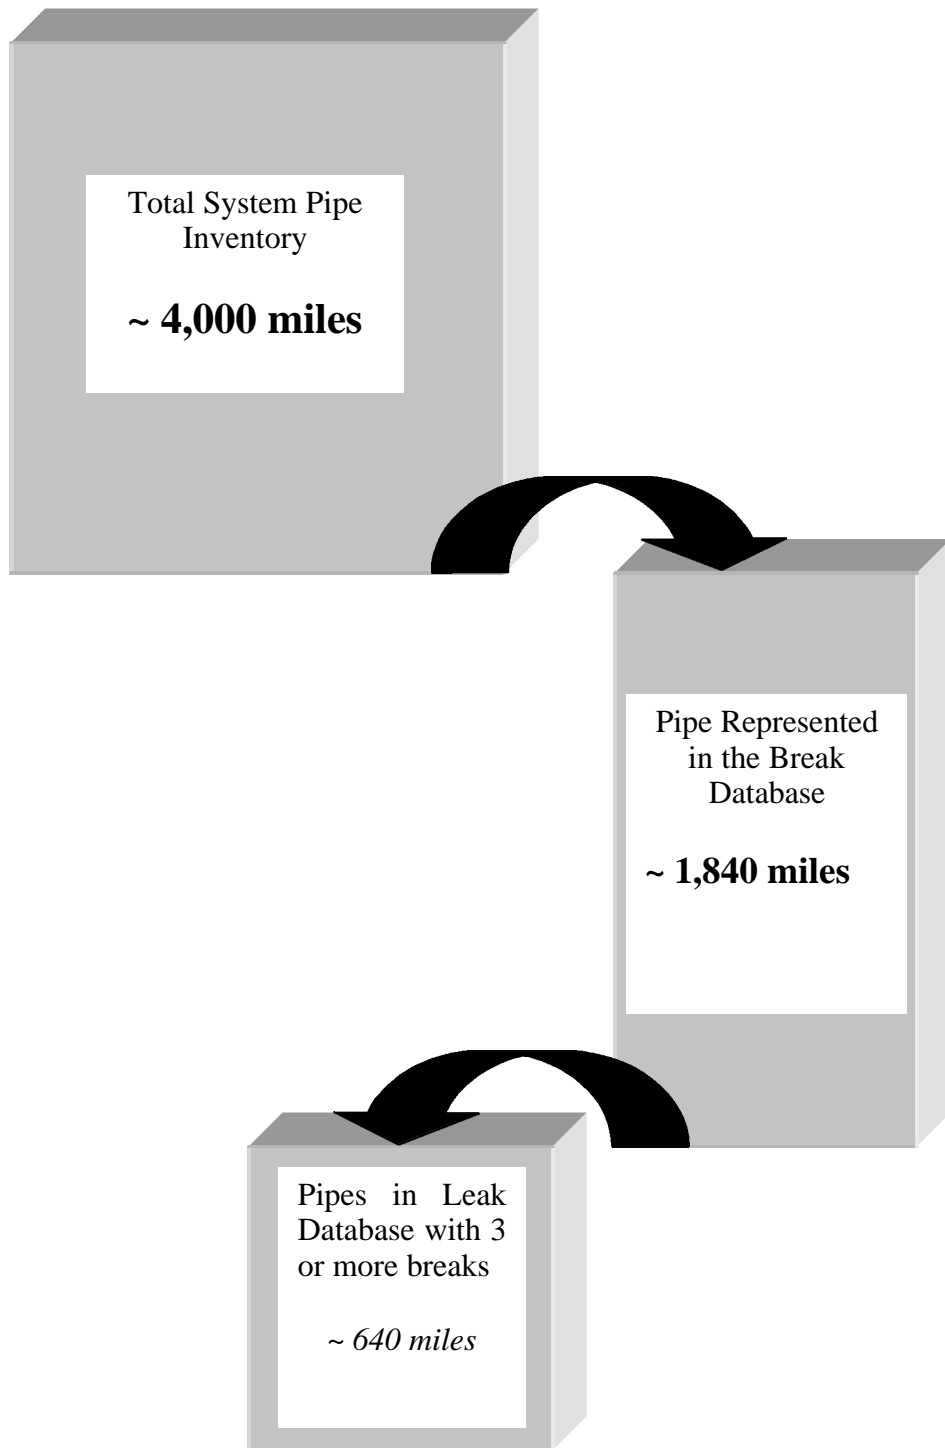 Total System Pipe
Inventory
~ 4,000 miles
Pipe Represented
in the Break
Database
~ 1,840 miles
Pipes in Leak
Database with 3
or more breaks
~ 640 miles